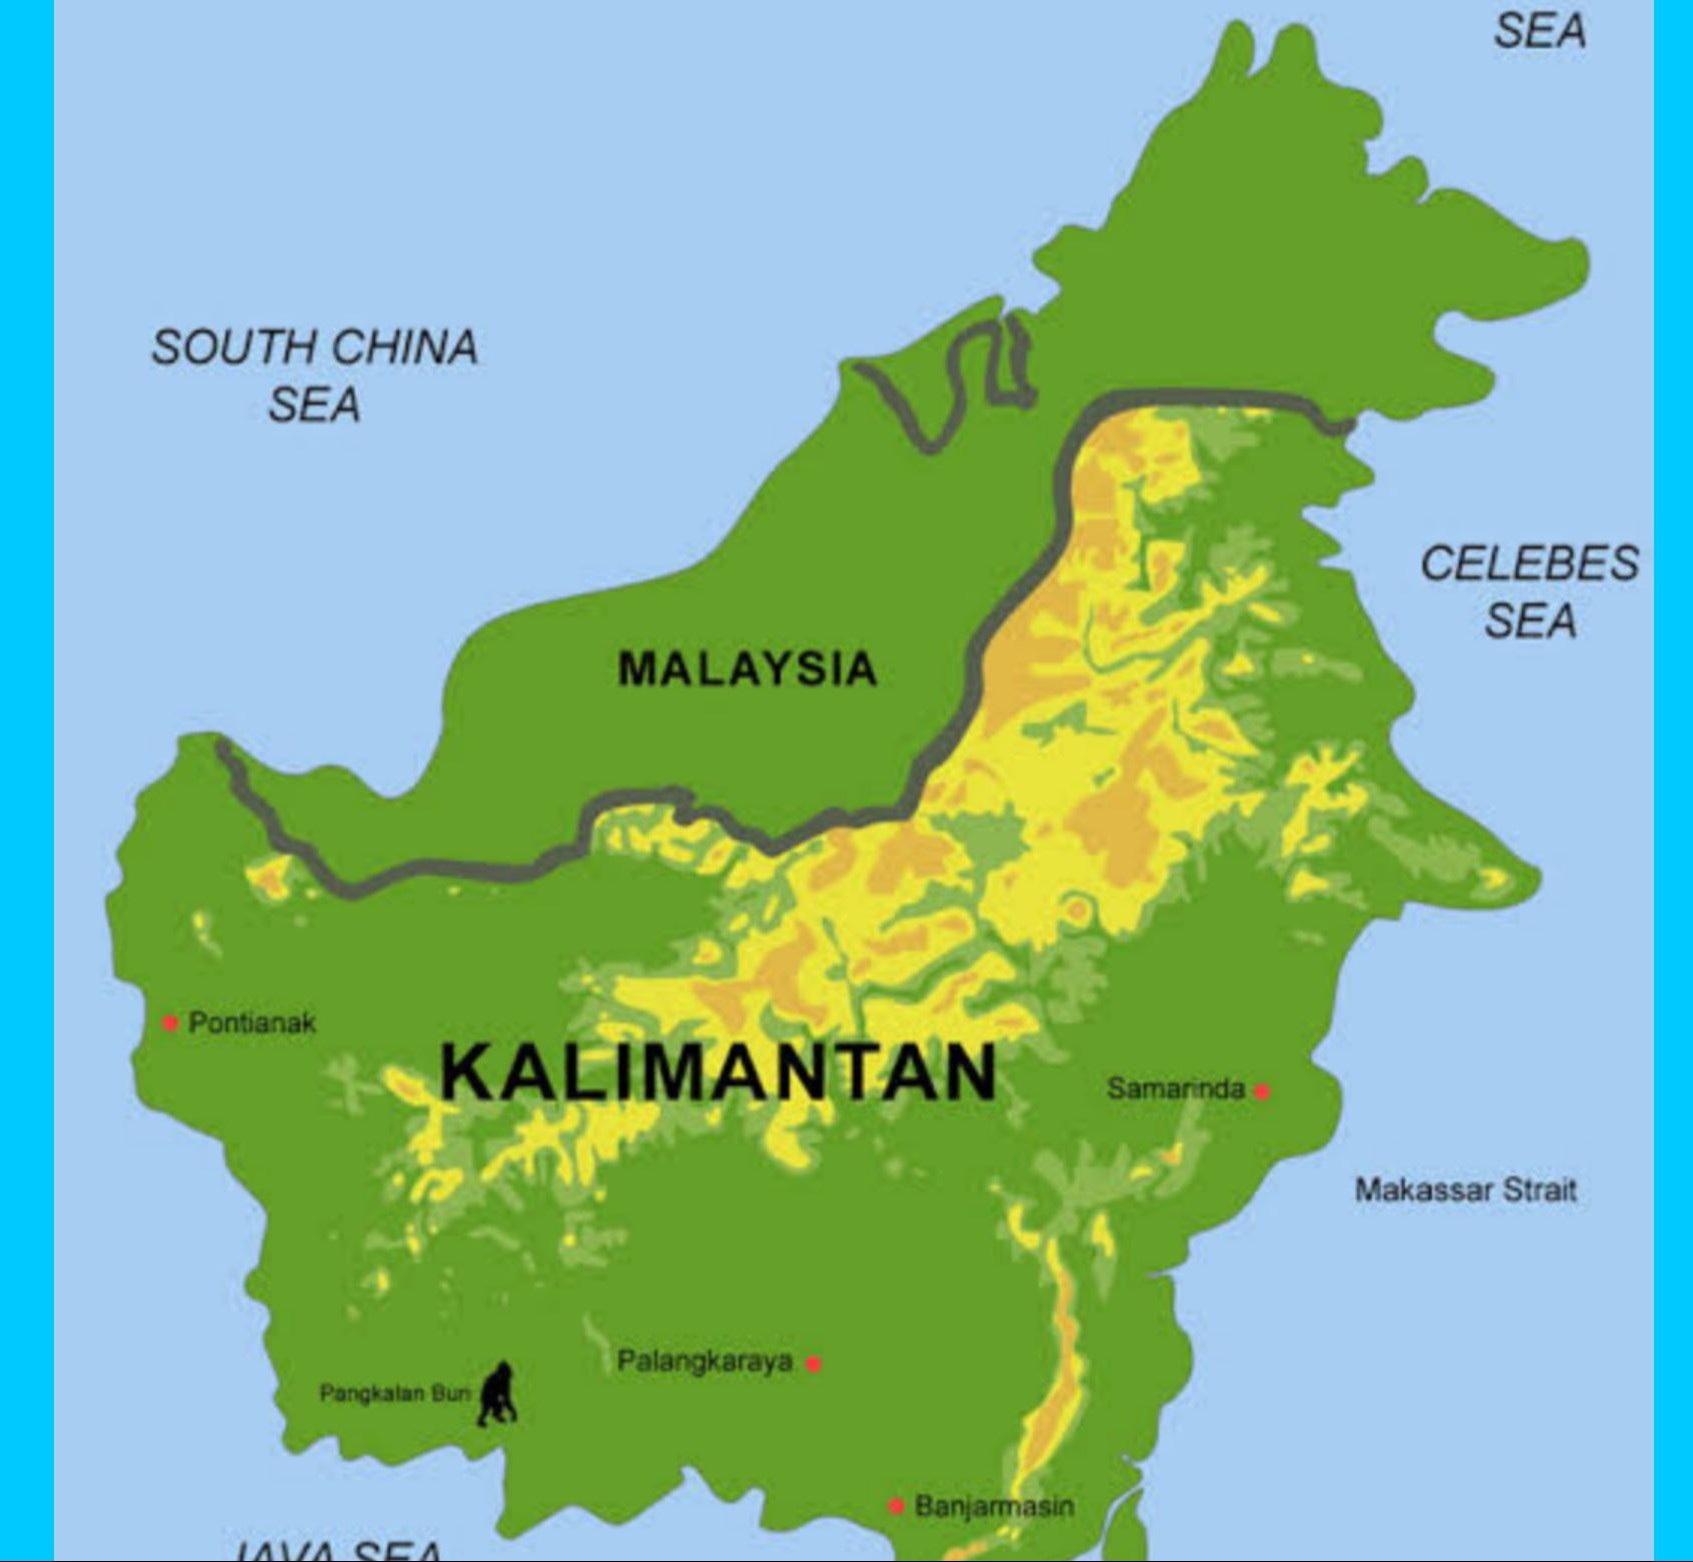 SEA
SOUTH CHINA
SEA
CELEBES
SEA
MALAYSIA
Pontianak
KALIMANTAN
Samarinda
Makassar Strait
Palangkaraya
Pangkalan Bun
Banjarmasin
JAVA SEA